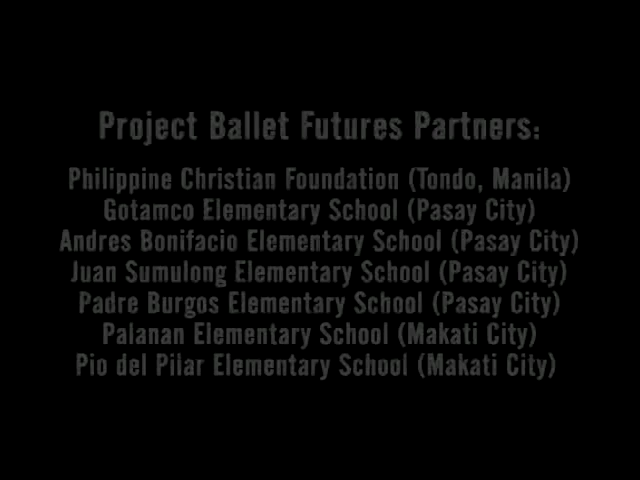 Project Ballet Futures Partners:
Philippine Christian Foundation (Tondo, Manila)
Gotamco Elementary School (Pasay City)
Andres Bonifacio Elementary School (Pasay City)
Juan Sumulong Elementary School (Pasay City)
Padre Burgos Elementary School (Pasay City)
Palanan Elementary School (Makati City)
Pio del Pilar Elementary School (Makati City)